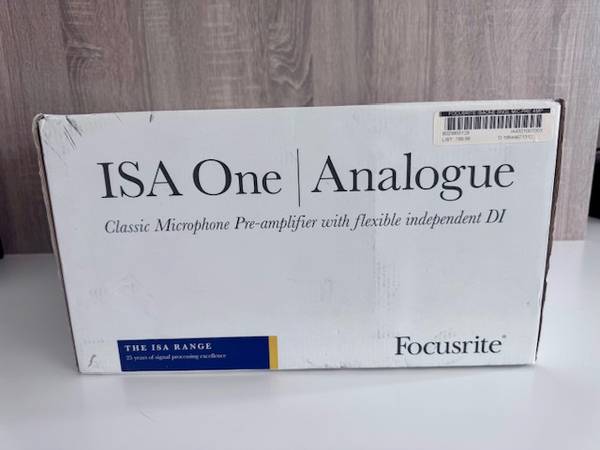 ISA One | Analogue
Classic Microphone Pre-amplifier with flexible independent DI
THE ISA RANGE
25 years of signal processing excellence
Focusrite®